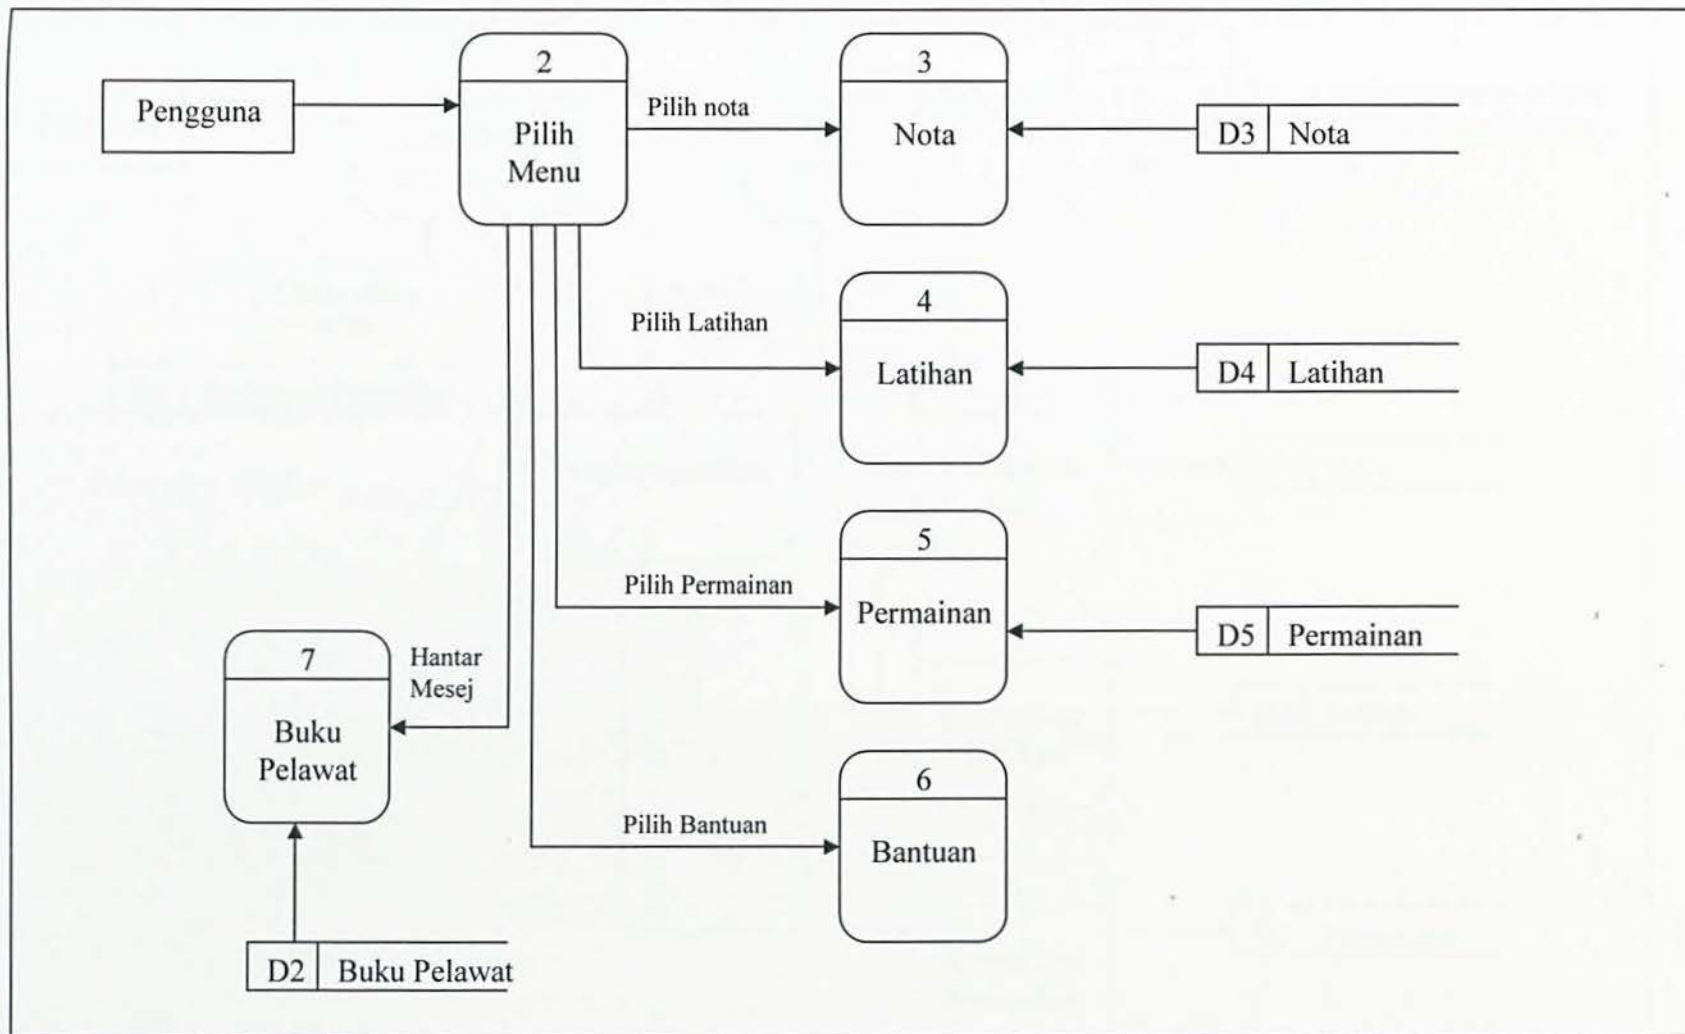 Pengguna
2
Pilih
Menu
Pilih nota
3
Nota
D3 Nota
Pilih Latihan
4
Latihan
D4 Latihan
Pilih Permainan
5
Permainan
D5 Permainan
7
Buku
Pelawat
Hantar
Mesej
Pilih Bantuan
6
Bantuan
D2 Buku Pelawat